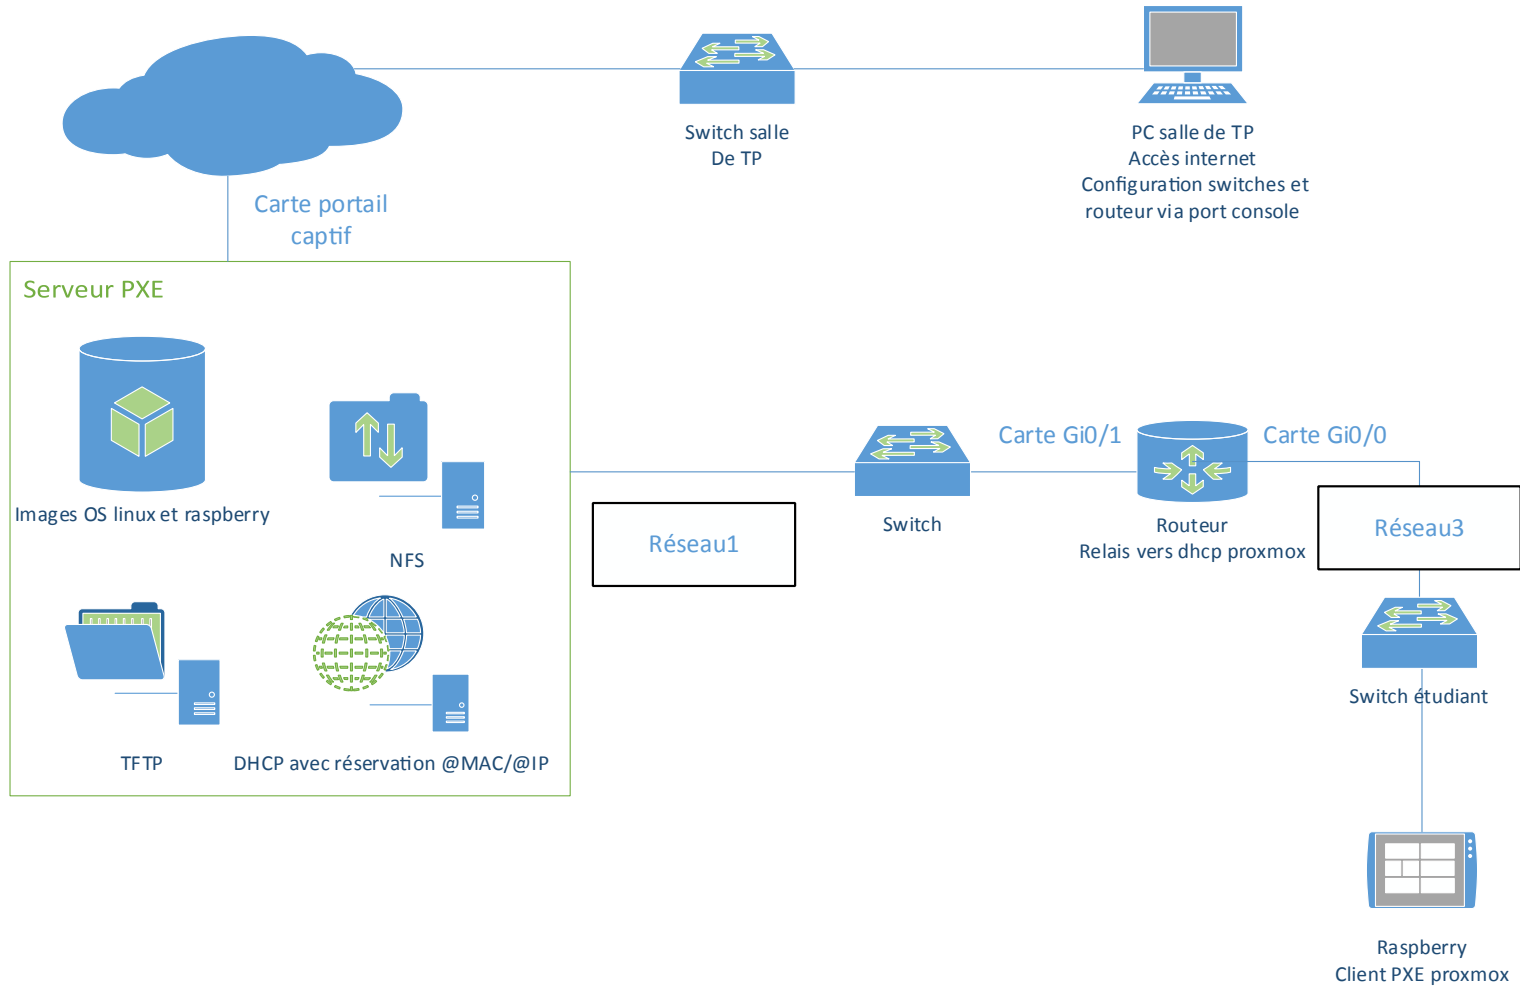 Switch salle
De TP
PC salle de TP
Accès internet
Configuration switches et
routeur via port console
Carte portail
captif
Serveur PXE
Images OS linux et raspberry
NFS
TFTP
DHCP avec réservation @MAC/@IP
Réseau1
Switch
Carte Gi0/1
Routeur
Relais vers dhcp proxmox
Carte Gi0/0
Réseau3
Switch étudiant
Raspberry
Client PXE proxmox